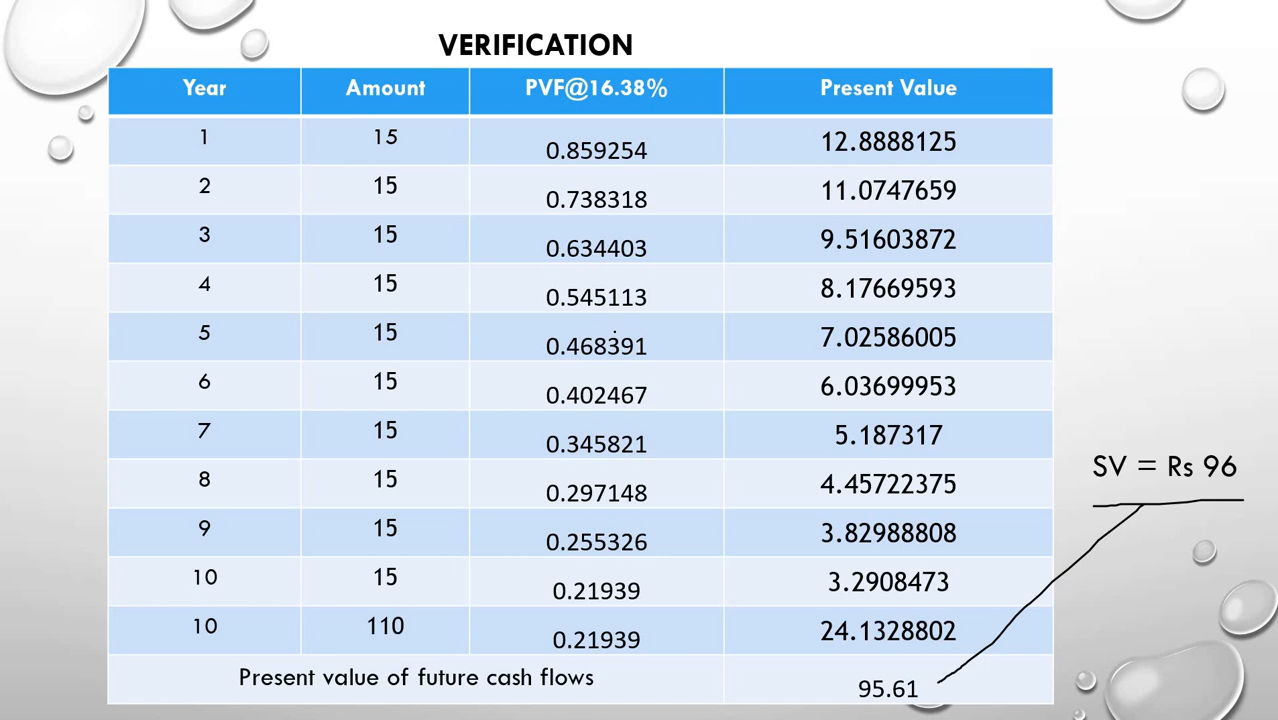 VERIFICATION
Year Amount PVF@16.38% Present Value
1 15 0.859254 12.8888125
2 15 0.738318 11.0747659
3 15 0.634403 9.51603872
4 15 0.545113 8.17669593
5 15 0.468391 7.02586005
6 15 0.402467 6.03699953
7 15 0.345821 5.187317
8 15 0.297148 4.45722375
9 15 0.255326 3.82988808
10 15 0.21939 3.2908473
10 110 0.21939 24.1328802
Present value of future cash flows 95.61
SV = Rs 96